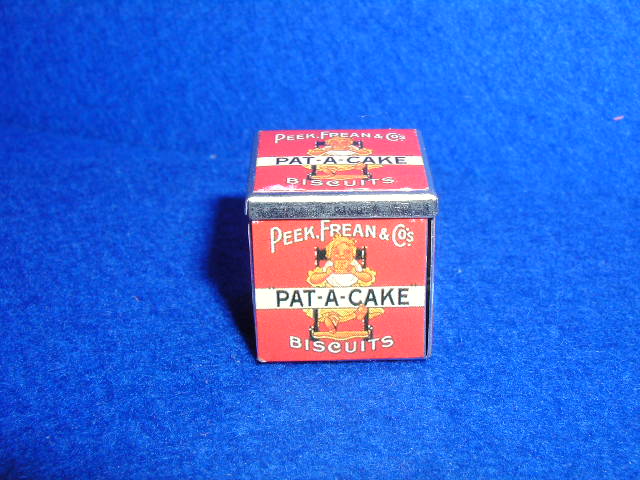 PEEK, FREAN & CO'S
PAT-A-CAKE
BISCUITS
PEEK, FREAN & CO'S
PAT-A-CAKE
BISCUITS